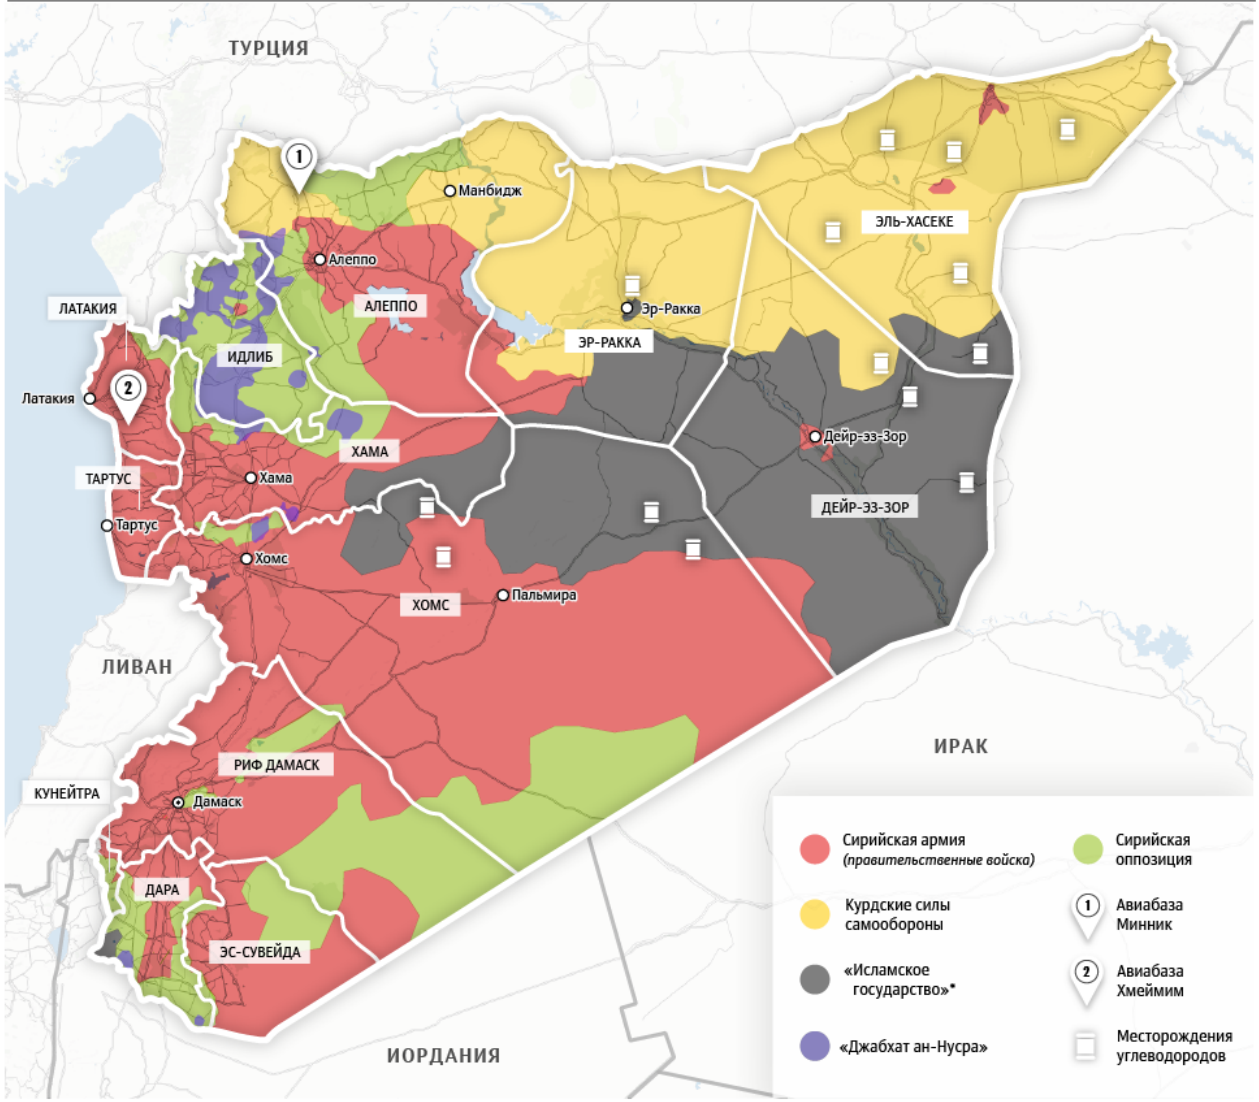 ТУРЦИЯ
1
Манбидж
ЭЛЬ-ХАСЕКЕ
Алеппо
ЛАТАКИЯ
АЛЕППО
Эр-Ракка
ЭР-РАККА
ИДЛИБ
2
Латакия
Дейр-эз-Зор
ХАМА
ТАРТУС
Хама
ДЕЙР-ЭЗ-ЗОР
Тартус
Хомс
Пальмира
ХОМС
ЛИВАН
ИРАК
РИФ ДАМАСК
КУНЕЙТРА
Дамаск
ДАРА
ЭС-СУВЕЙДА
ИОРДАНИЯ
Сирийская армия
(правительственные войска)
Курдские силы
самообороны
«Исламское
государство»*
«Джабхат ан-Нусра»
Сирийская
оппозиция
1
Авиабаза
Минник
2
Авиабаза
Хмеймим
Месторождения
углеводородов